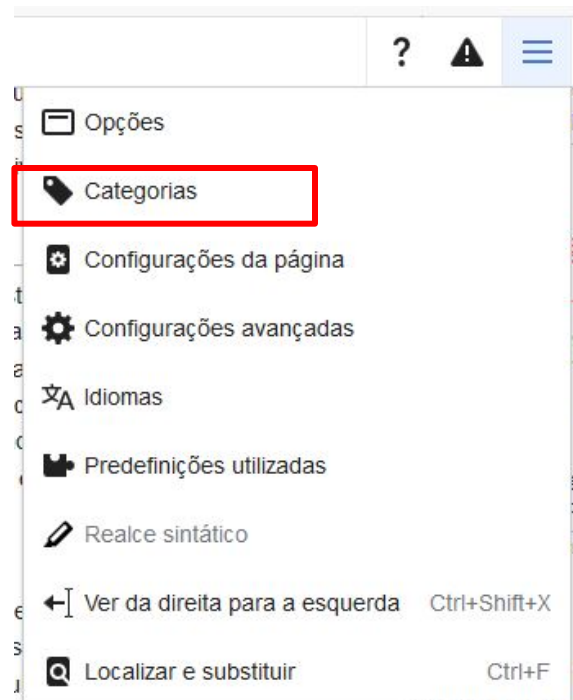 ?
Opções
Categorias
Configurações da página
Configurações avançadas
Idiomas
Predefinições utilizadas
Realce sintático
Ver da direita para a esquerda Ctrl+Shift+X
Localizar e substituir Ctrl+F